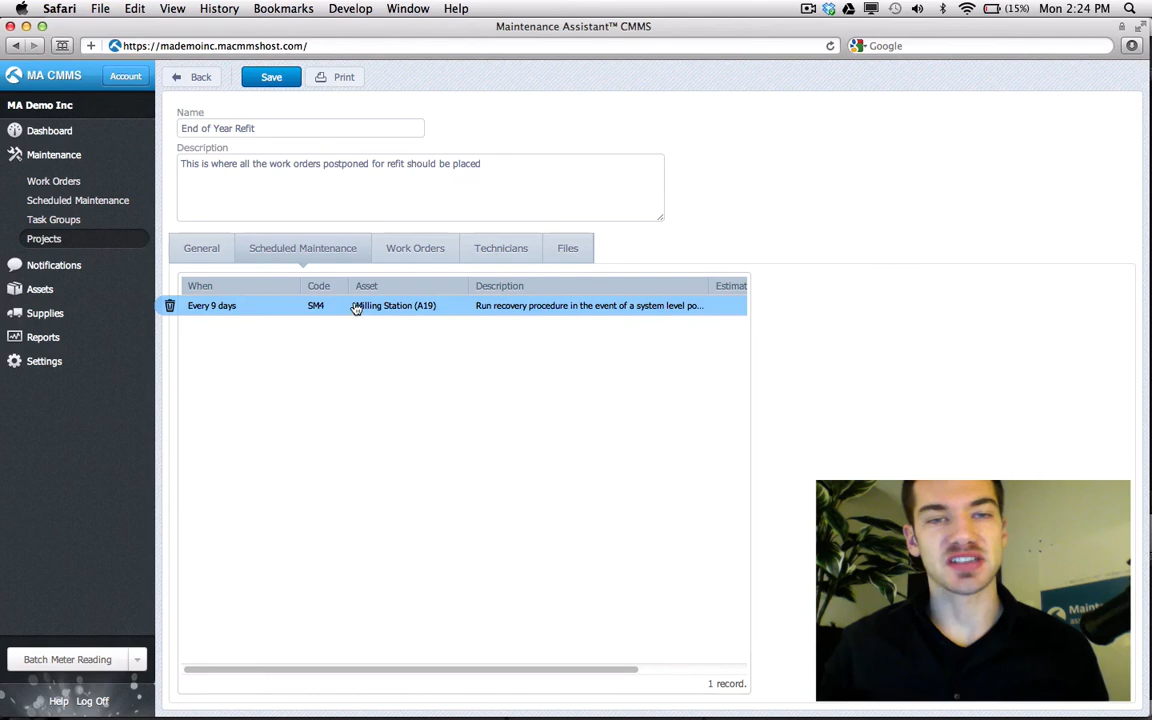 Safari File Edit View History Bookmarks Develop Window Help (15%) Mon 2:24 PM
Maintenance Assistant™ CMMS
https://mademoinc.macmmshost.com/ Google
MA CMMS Account Back Save Print
MA Demo Inc
Dashboard
Maintenance
Work Orders
Scheduled Maintenance
Task Groups
Projects
Notifications
Assets
Supplies
Reports
Settings
Batch Meter Reading
Help Log Off
Name
End of Year Refit
Description
This is where all the work orders postponed for refit should be placed
General Scheduled Maintenance Work Orders Technicians Files
When Code Asset Description Estimat
Every 9 days SM4 Milling Station (A19) Run recovery procedure in the event of a system level po...
1 record.
Maint